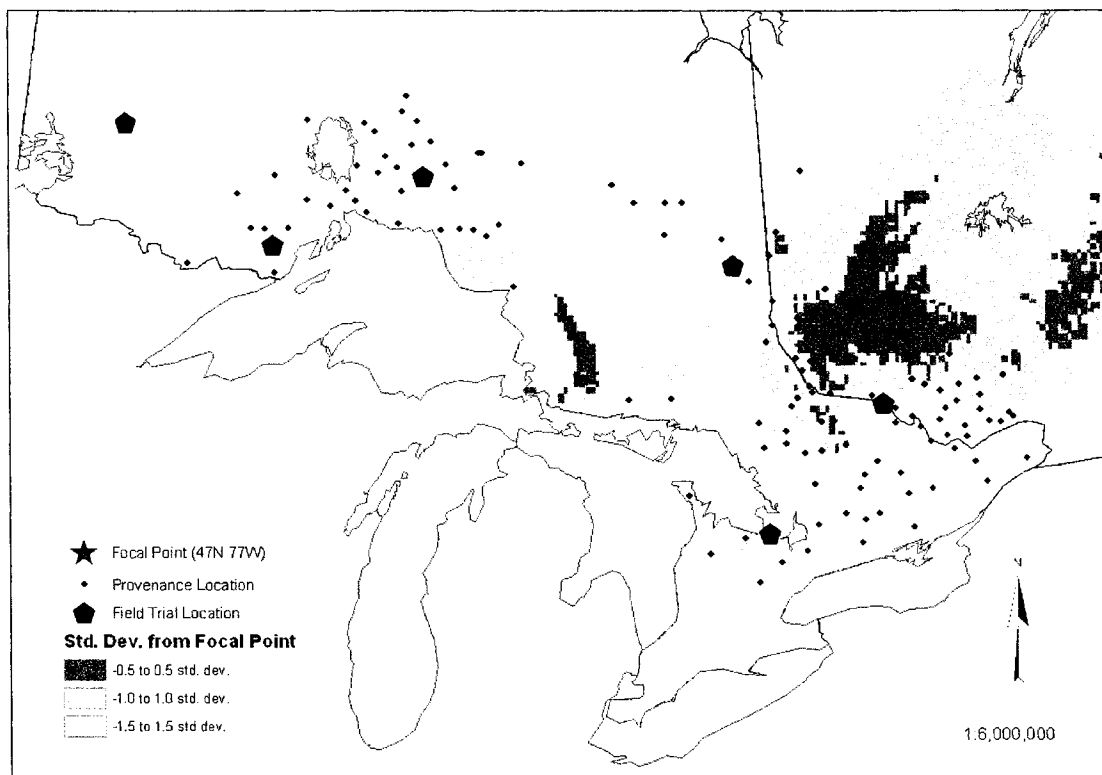 Focal Point (47N 77W)
Provenance Location
Field Trial Location
Std. Dev. from Focal Point
-0.5 to 0.5 std. dev.
-1.0 to 1.0 std. dev.
-1.5 to 1.5 std dev.
N
1:6,000,000